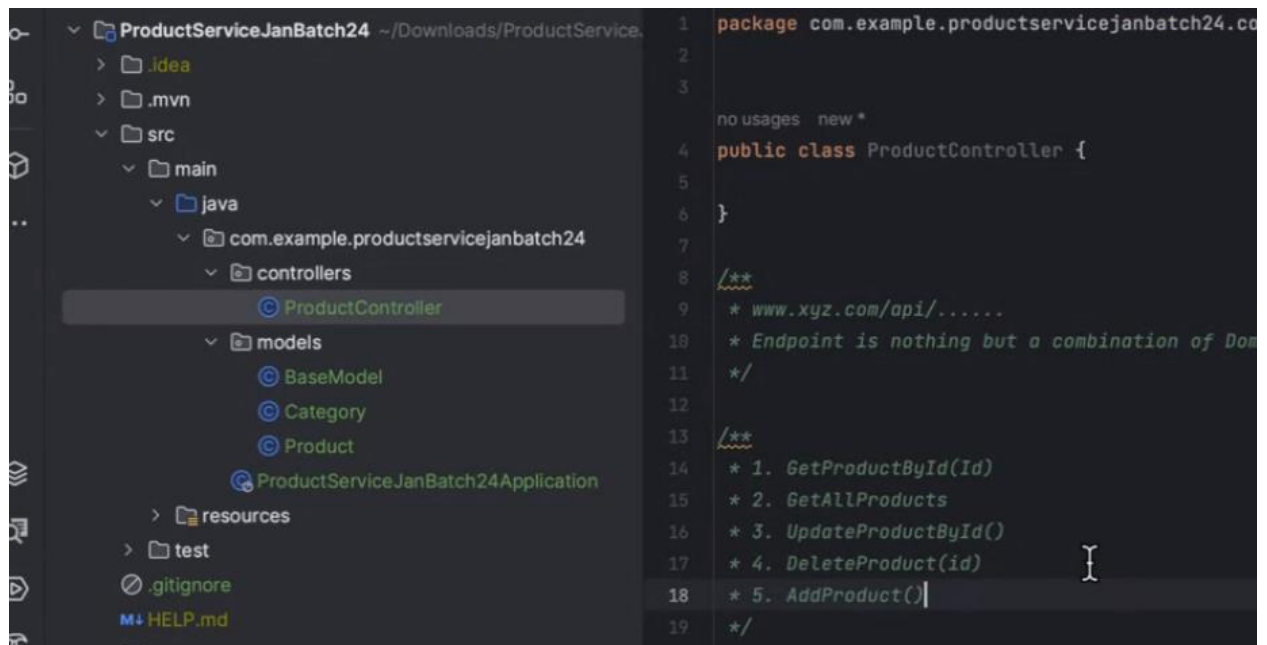 ProductServiceJanBatch24 ~/Downloads/ProductService.
.idea
.mvn
src
main
java
com.example.productservicejanbatch24
controllers
ProductController
models
BaseModel
Category
Product
ProductServiceJanBatch24Application
resources
test
.gitignore
M↓ HELP.md
1 package com.example.productservicejanbatch24.co
2
3
no usages new *
4 public class ProductController {
5
6 }
7
8 /**
9 * www.xyz.com/api/......
10 * Endpoint is nothing but a combination of Dom
11 */
12
13 /**
14 * 1. GetProductById(Id)
15 * 2. GetAllProducts
16 * 3. UpdateProductById()
17 * 4. DeleteProduct(id)
18 * 5. AddProduct()
19 */